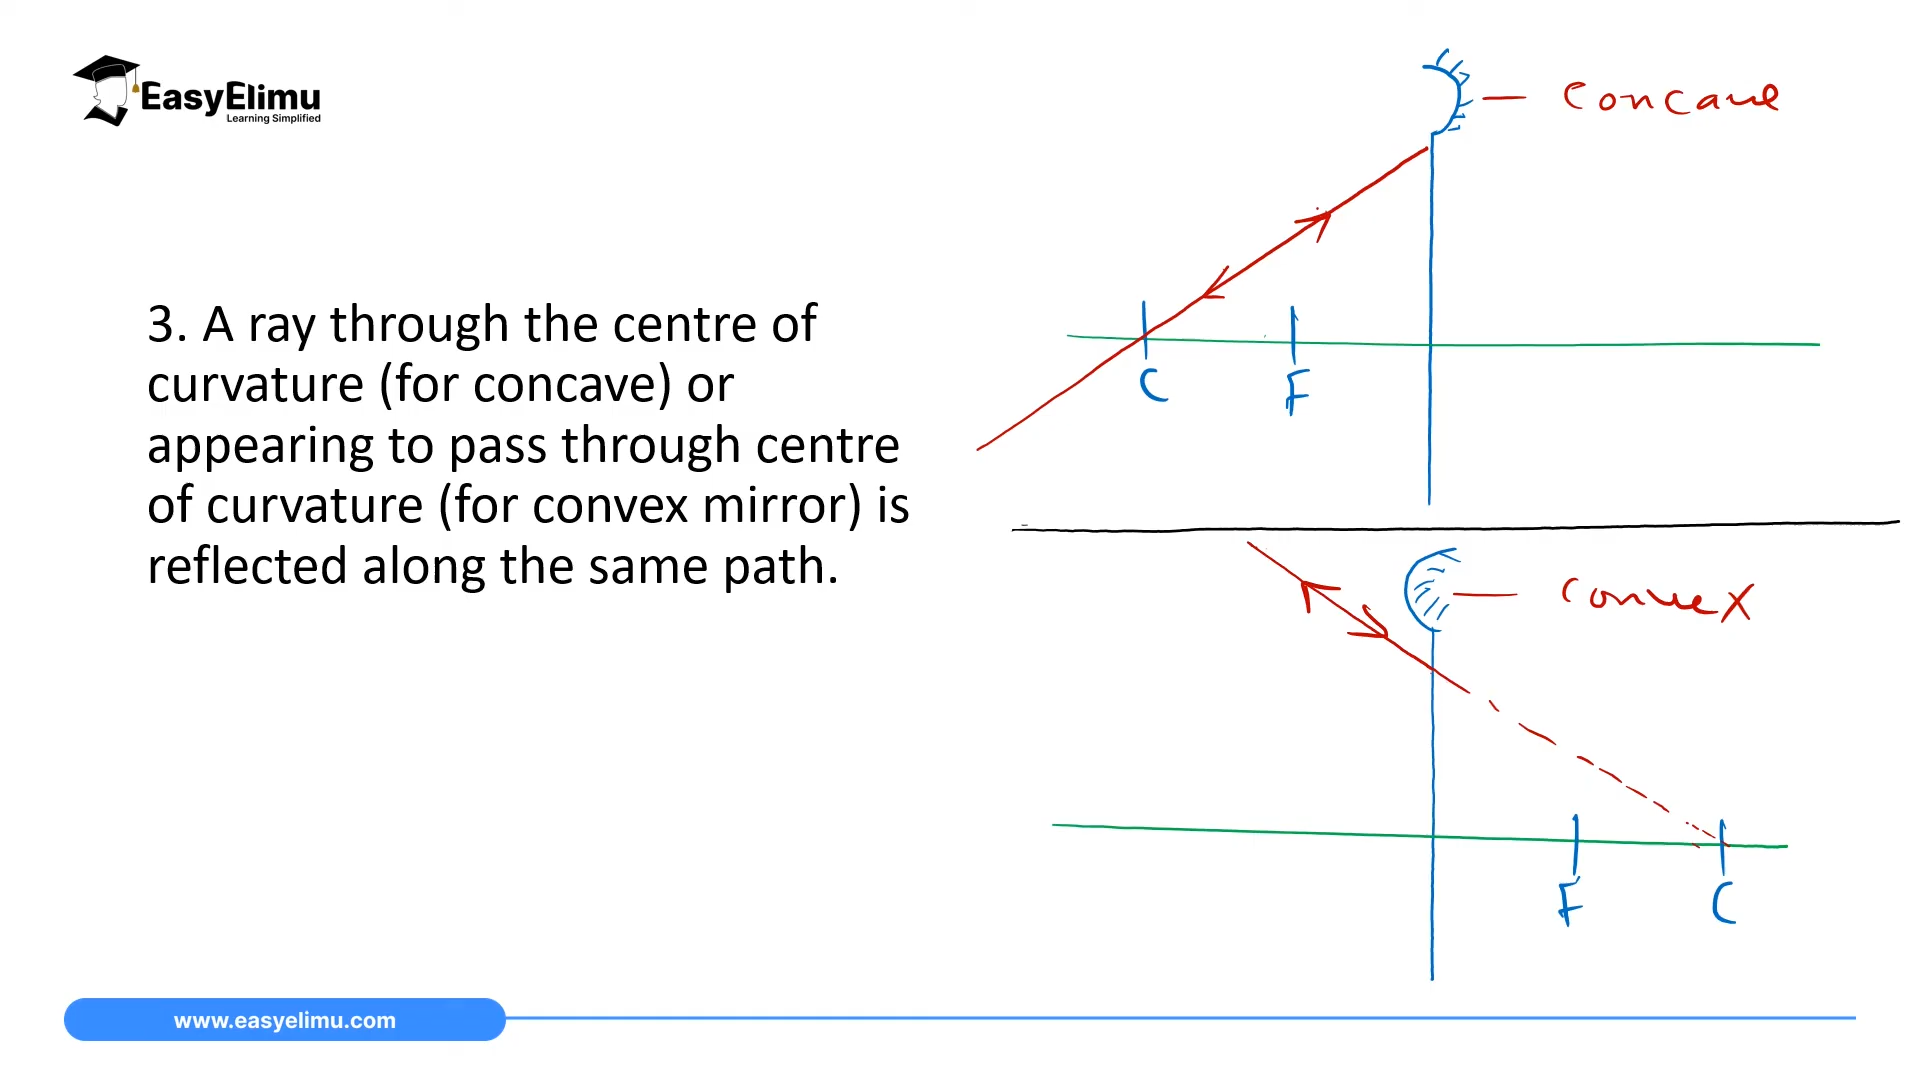 EasyElimu
Learning Simplified
3. A ray through the centre of
curvature (for concave) or
appearing to pass through centre
of curvature (for convex mirror) is
reflected along the same path.
concave
C
F
convex
F
C
www.easyelimu.com